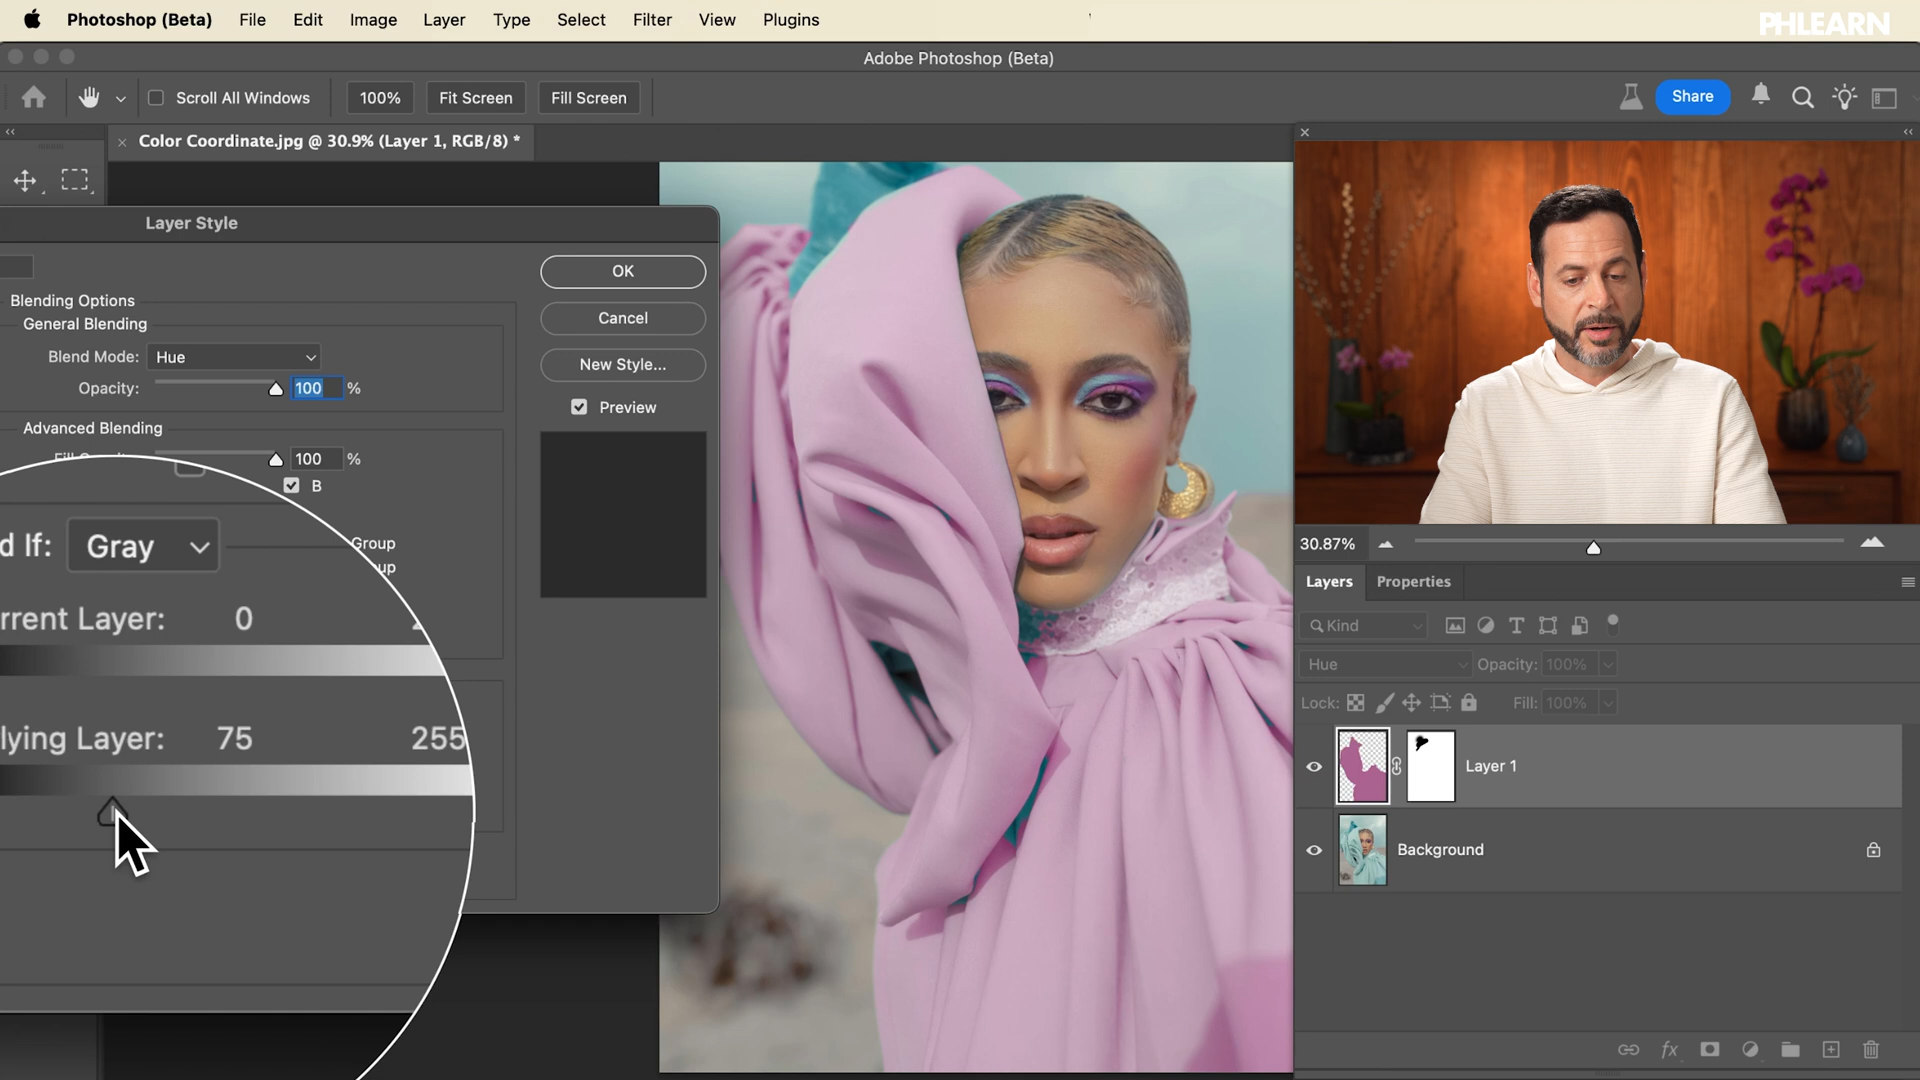 Photoshop (Beta) File Edit Image Layer Type Select Filter View Plugins
PHLEARN
Adobe Photoshop (Beta)
Scroll All Windows 100% Fit Screen Fill Screen Share
Color Coordinate.jpg @ 30.9% (Layer 1, RGB/8) *
Layer Style
Blending Options
General Blending
Blend Mode: Hue
Opacity: 100 %
Advanced Blending
100 %
B
d If: Gray
Group
up
rrent Layer: 0
lying Layer: 75 255
OK
Cancel
New Style...
Preview
30.87%
Layers Properties
Kind
Hue Opacity: 100%
Lock: Fill: 100%
Layer 1
Background
fx